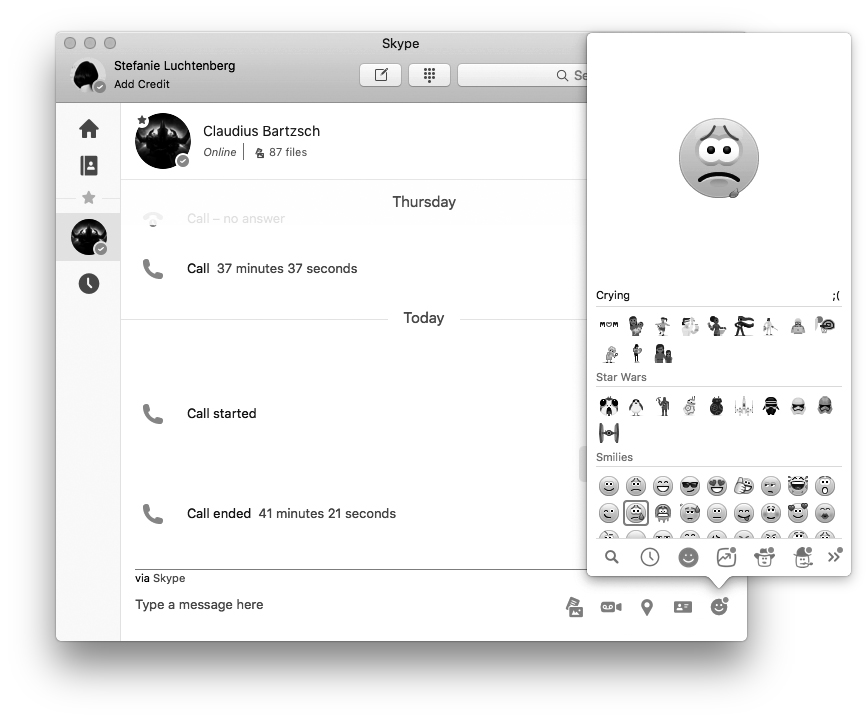 Skype
Stefanie Luchtenberg
Add Credit
Se
Claudius Bartzsch
Online 87 files
Thursday
Call – no answer
Call 37 minutes 37 seconds
Today
Call started
Call ended 41 minutes 21 seconds
via Skype
Type a message here
Crying ;(
MOM
Star Wars
Smilies